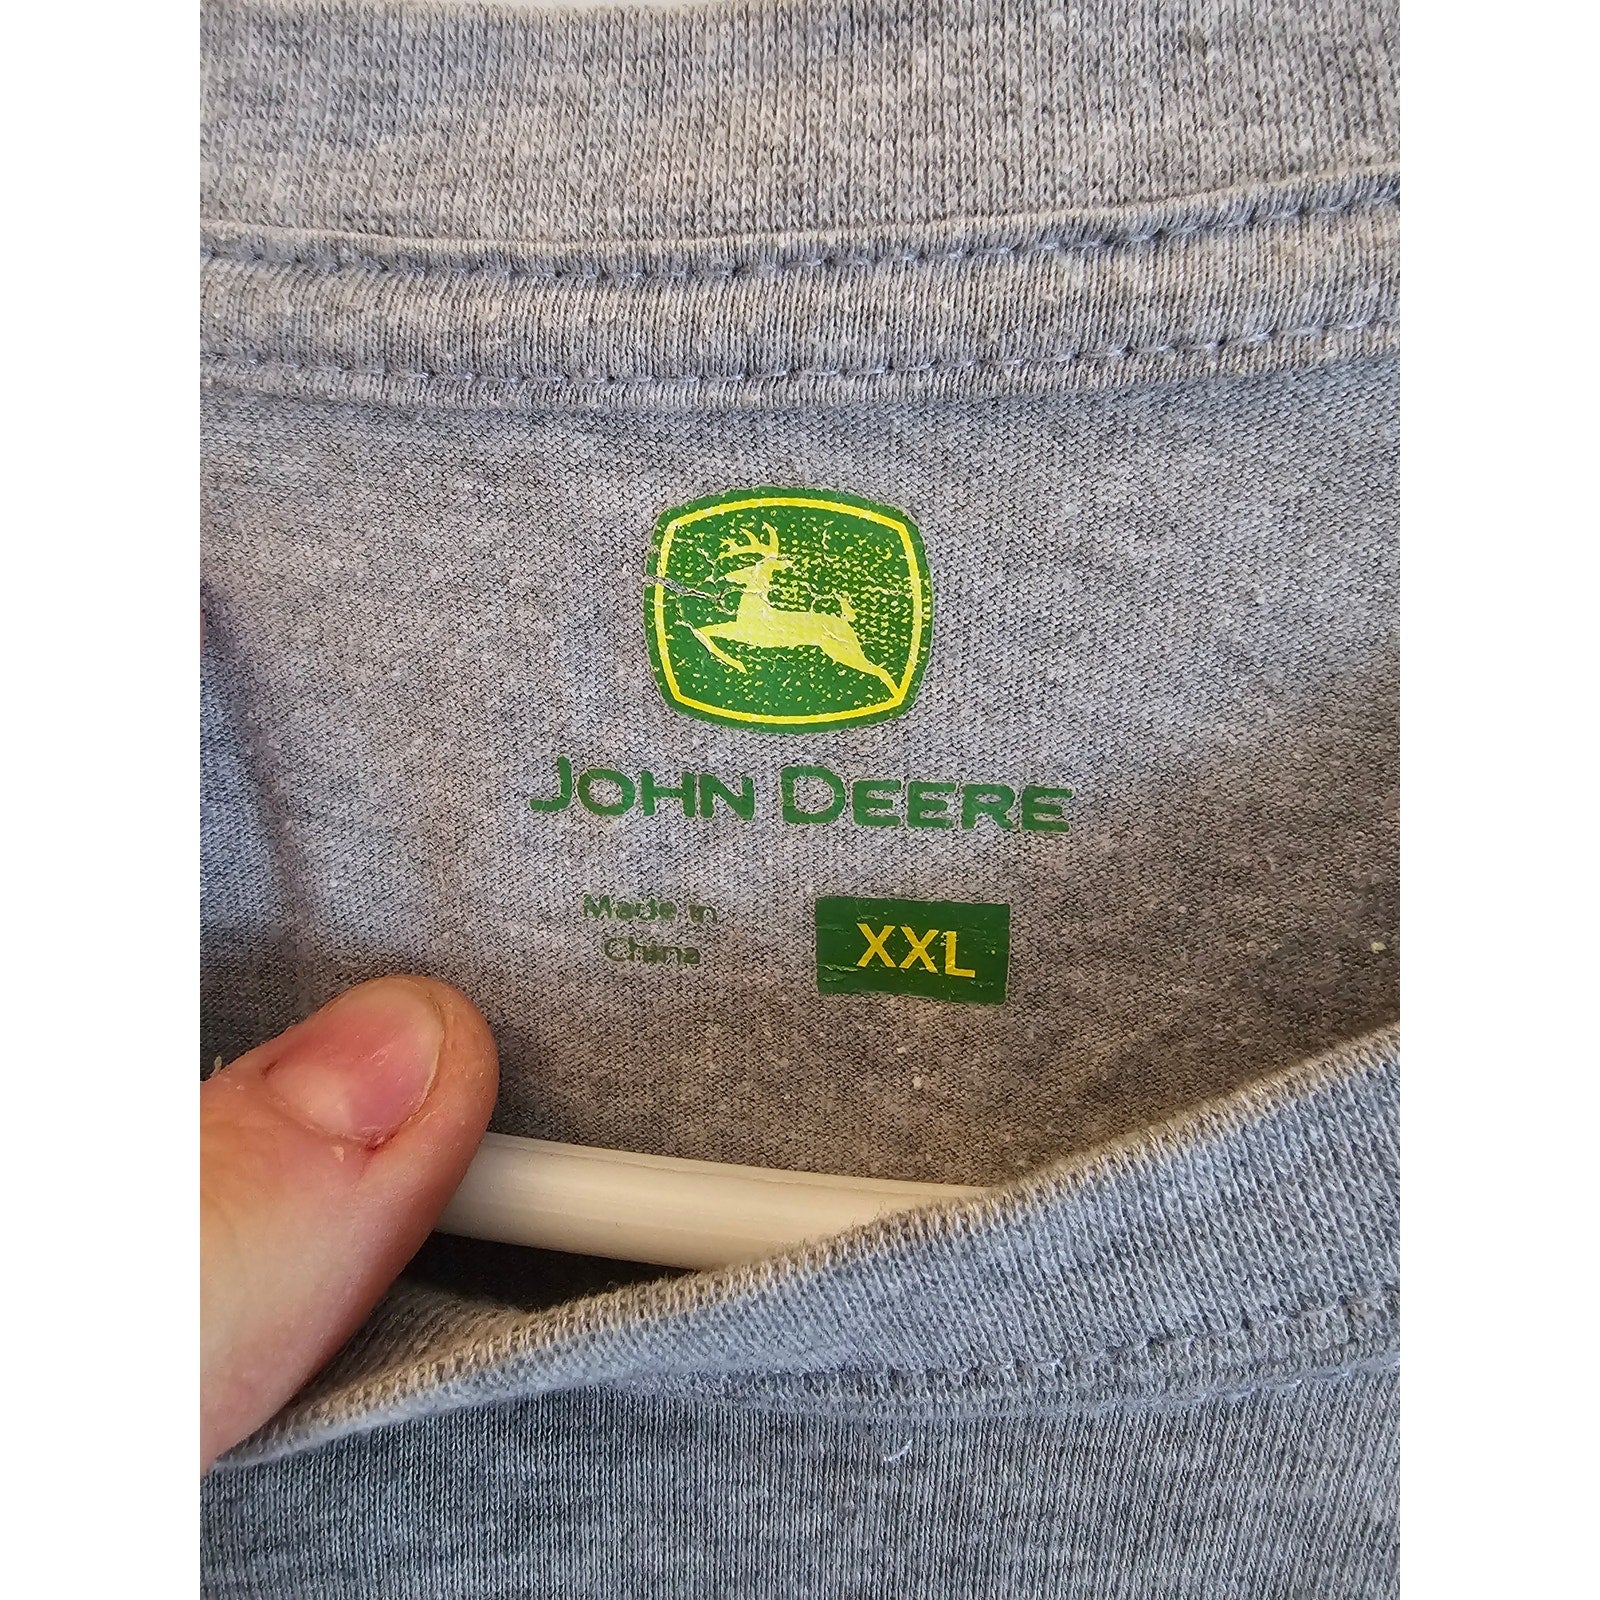 JOHN DEERE
Made in
China
XXL